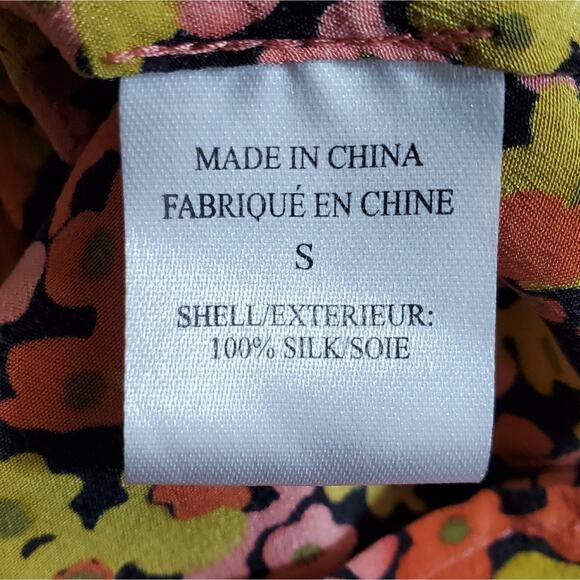 MADE IN CHINA
FABRIQUÉ EN CHINE
S
SHELL/EXTERIEUR:
100% SILK/SOIE